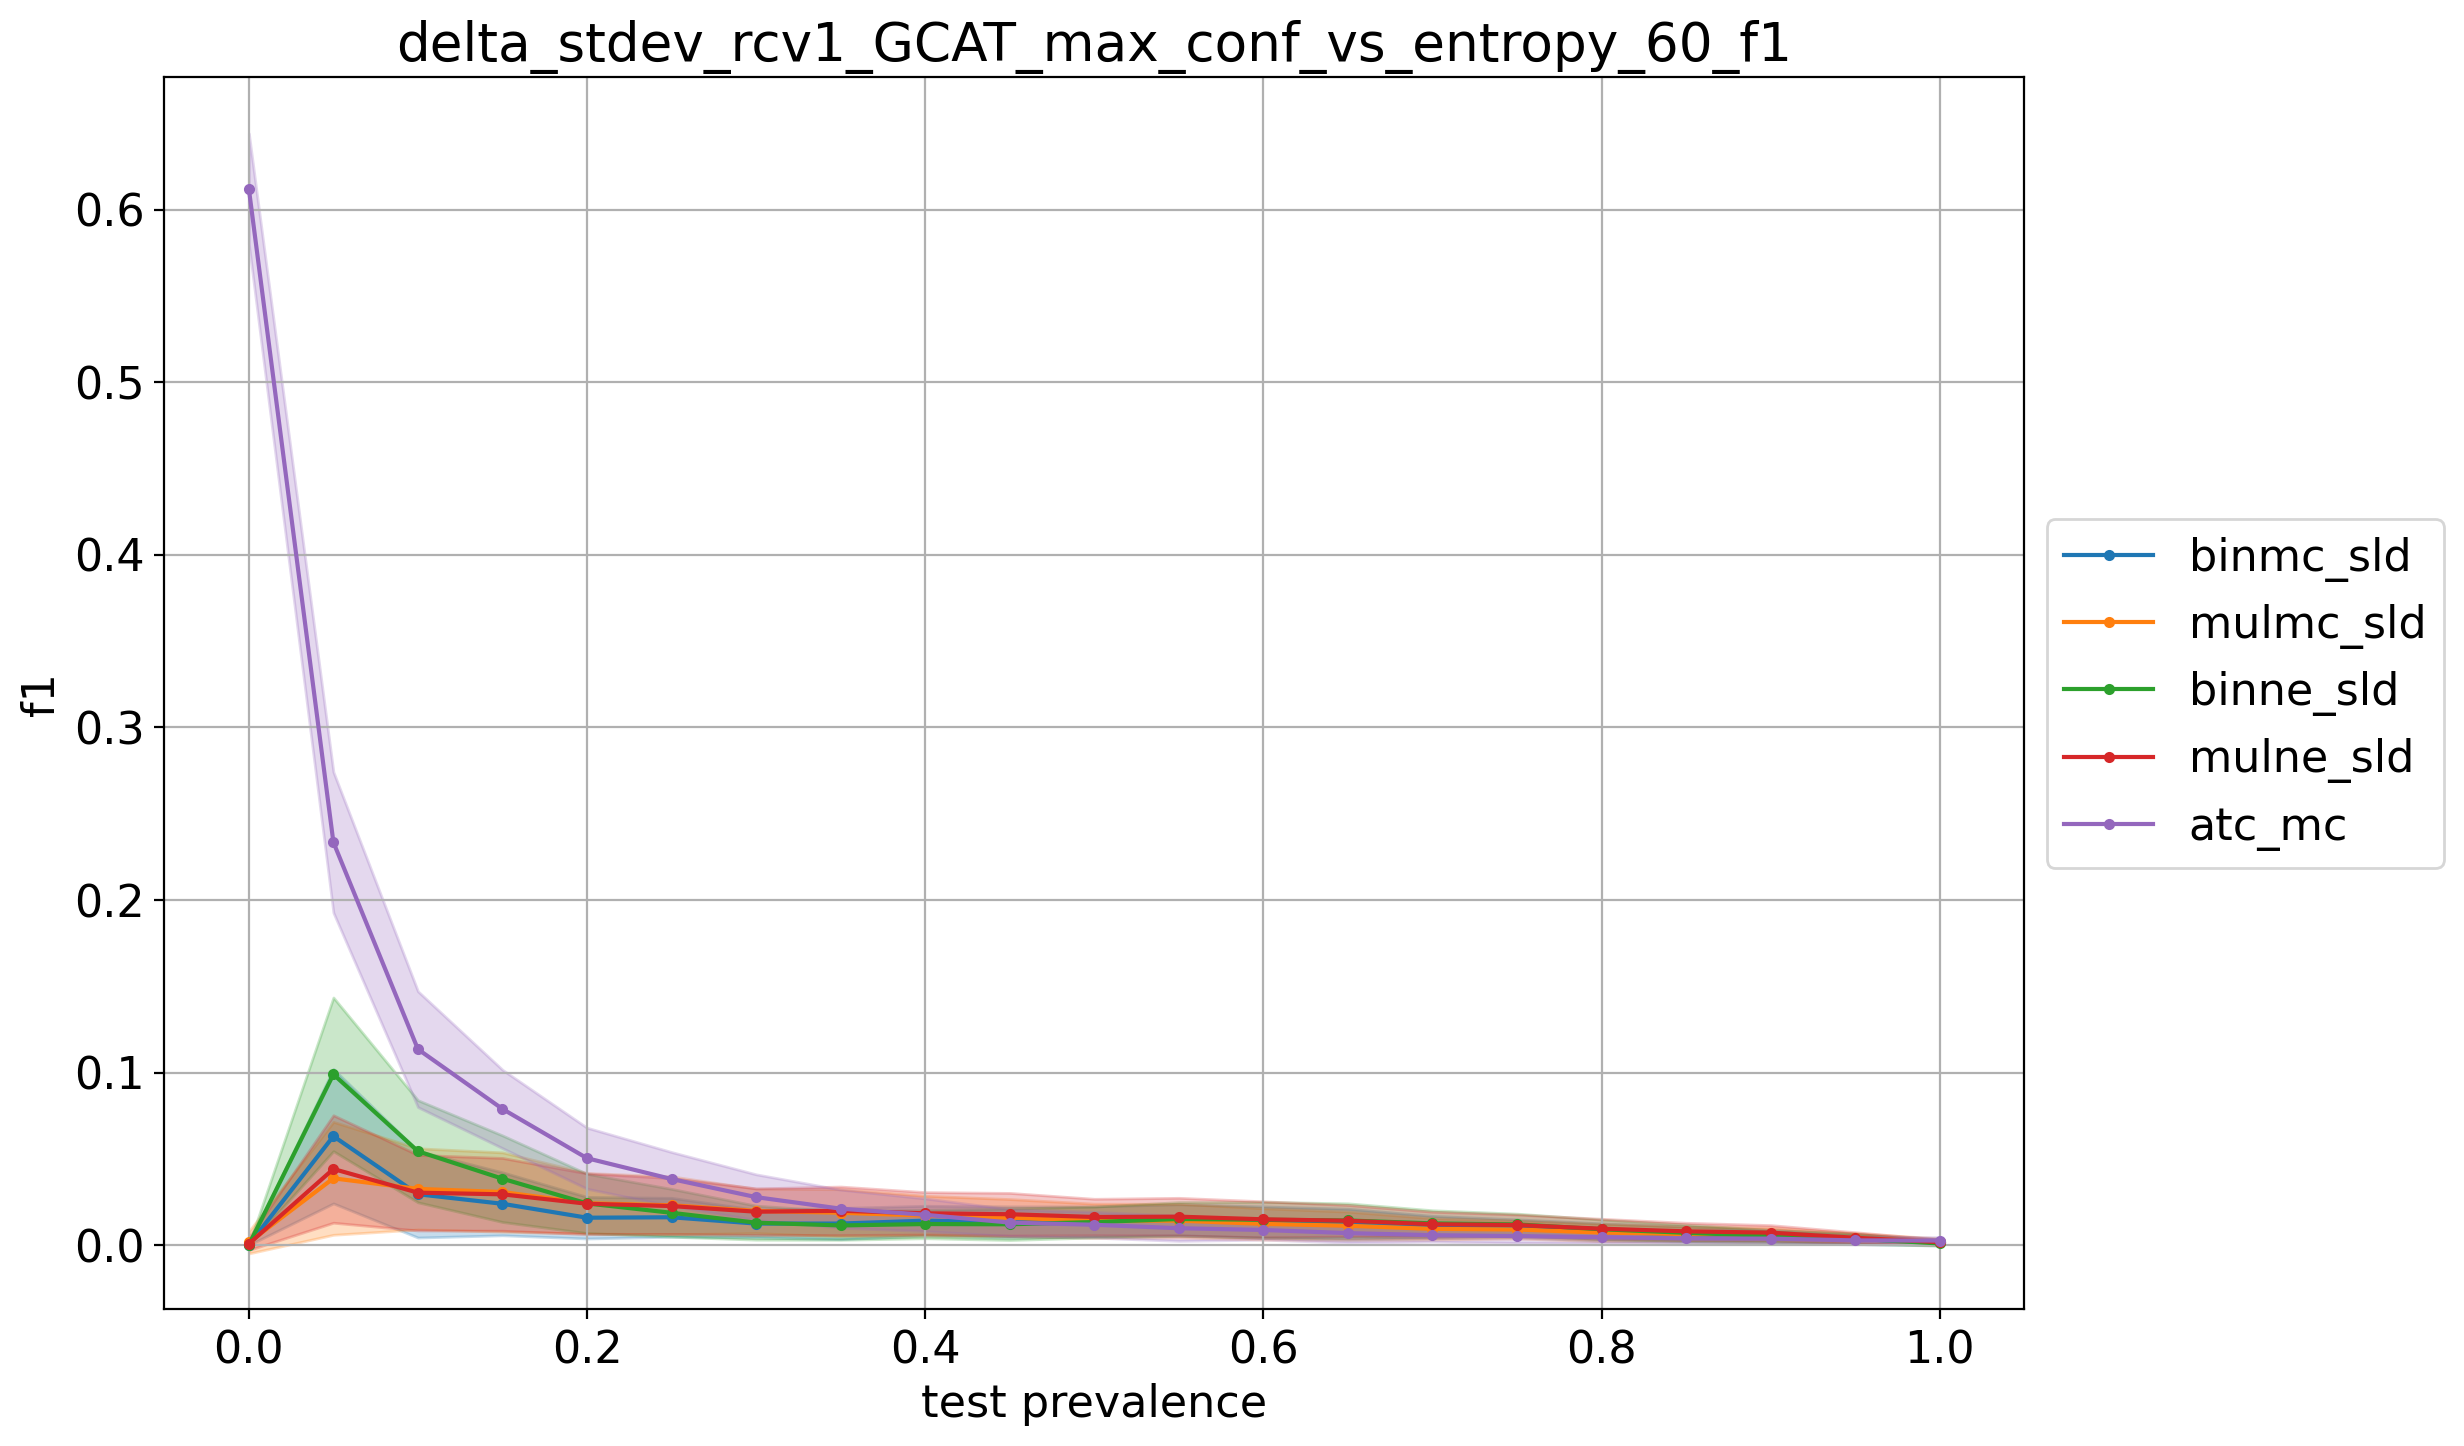 delta_stdev_rcv1_GCAT_max_conf_vs_entropy_60_f1
f1
0.6
0.5
0.4
0.3
0.2
0.1
0.0
0.0 0.2 0.4 0.6 0.8 1.0
test prevalence
binmc_sld
mulmc_sld
binne_sld
mulne_sld
atc_mc